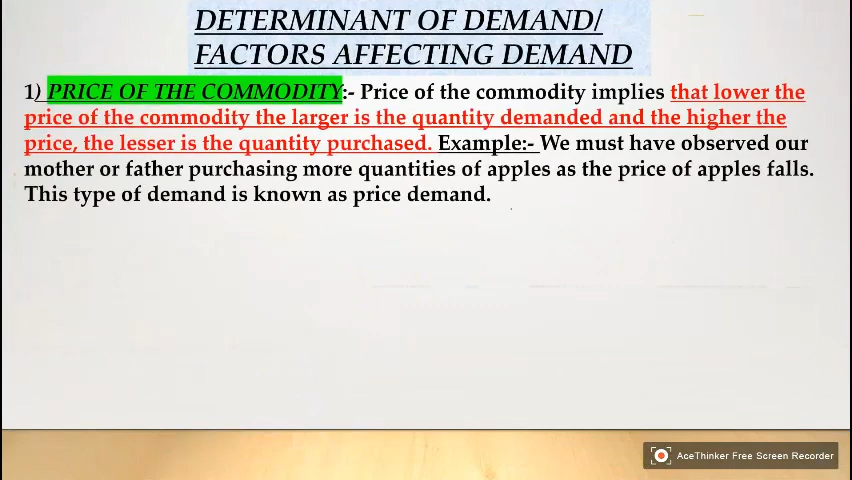 DETERMINANT OF DEMAND/
FACTORS AFFECTING DEMAND
1) PRICE OF THE COMMODITY:- Price of the commodity implies that lower the
price of the commodity the larger is the quantity demanded and the higher the
price, the lesser is the quantity purchased. Example:- We must have observed our
mother or father purchasing more quantities of apples as the price of apples falls.
This type of demand is known as price demand.
AceThinker Free Screen Recorder